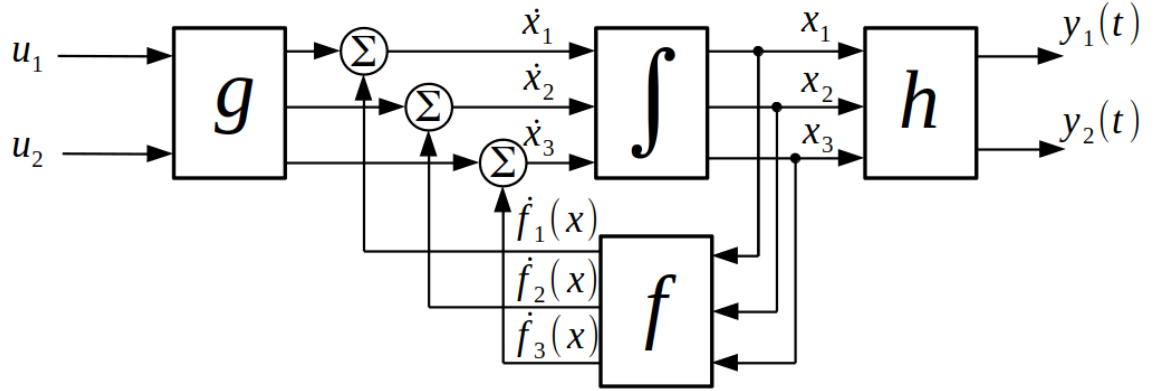 u₁
u₂
g
Σ
Σ
Σ
ẋ₁
ẋ₂
ẋ₃
∫
x₁
x₂
x₃
h
y₁(t)
y₂(t)
ḟ₁(x)
ḟ₂(x)
ḟ₃(x)
f